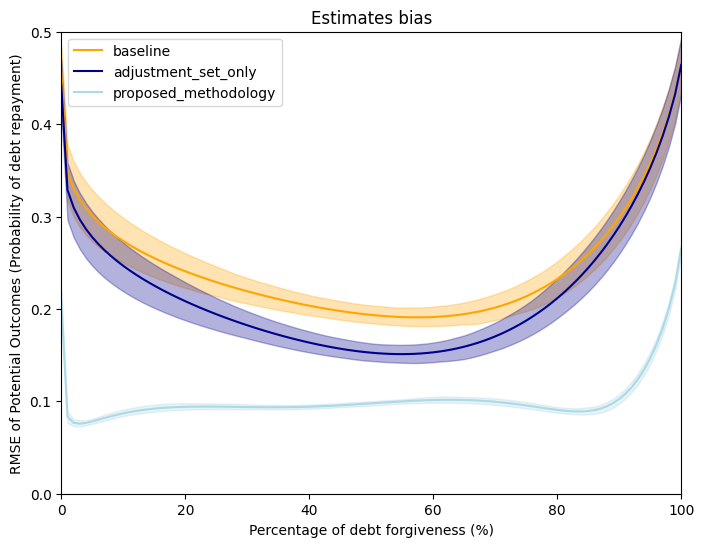 Estimates bias
baseline
adjustment_set_only
proposed_methodology
RMSE of Potential Outcomes (Probability of debt repayment)
0.5
0.4
0.3
0.2
0.1
0.0
0 20 40 60 80 100
Percentage of debt forgiveness (%)